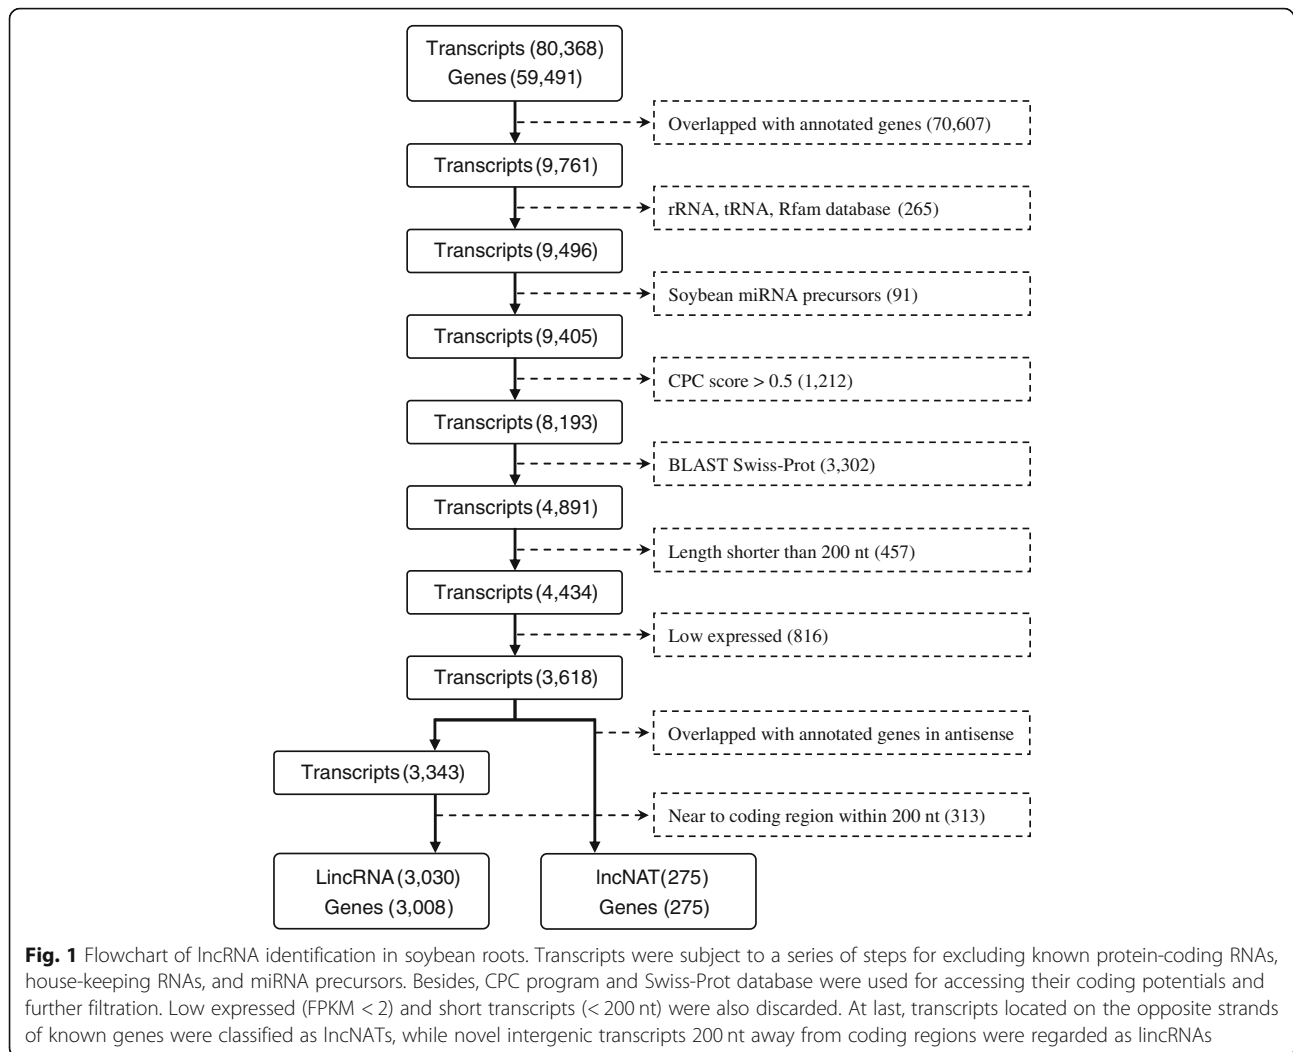 Transcripts (80,368)
Genes (59,491)
Overlapped with annotated genes (70,607)
Transcripts (9,761)
rRNA, tRNA, Rfam database (265)
Transcripts (9,496)
Soybean miRNA precursors (91)
Transcripts (9,405)
CPC score > 0.5 (1,212)
Transcripts (8,193)
BLAST Swiss-Prot (3,302)
Transcripts (4,891)
Length shorter than 200 nt (457)
Transcripts (4,434)
Low expressed (816)
Transcripts (3,618)
Overlapped with annotated genes in antisense
Transcripts (3,343)
Near to coding region within 200 nt (313)
LincRNA (3,030)
Genes (3,008)
lncNAT (275)
Genes (275)
Fig. 1 Flowchart of lncRNA identification in soybean roots. Transcripts were subject to a series of steps for excluding known protein-coding RNAs,
house-keeping RNAs, and miRNA precursors. Besides, CPC program and Swiss-Prot database were used for accessing their coding potentials and
further filtration. Low expressed (FPKM < 2) and short transcripts (< 200 nt) were also discarded. At last, transcripts located on the opposite strands
of known genes were classified as lncNATs, while novel intergenic transcripts 200 nt away from coding regions were regarded as lincRNAs